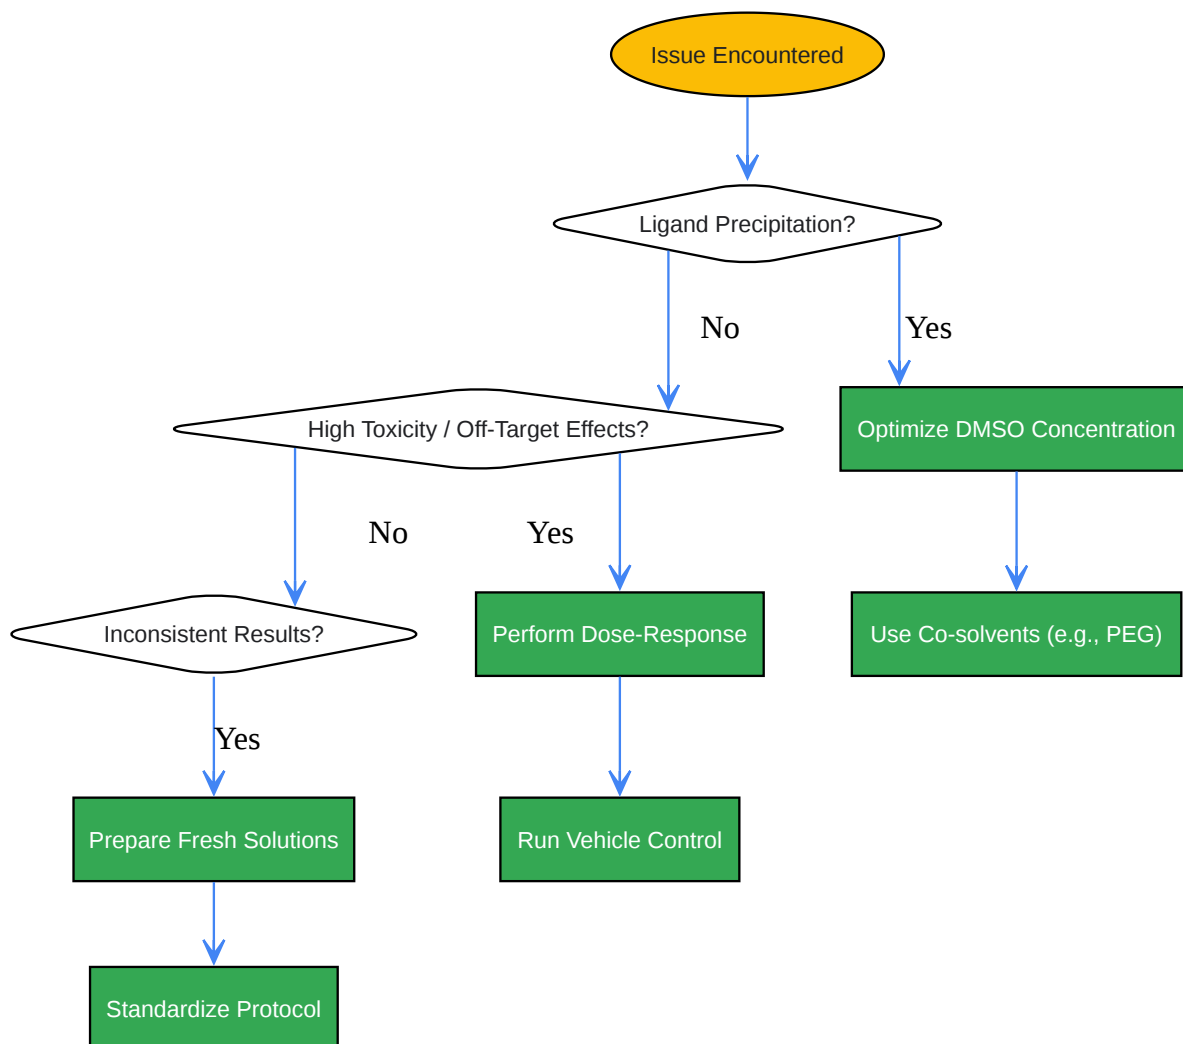 Issue Encountered
Ligand Precipitation?
No
Yes
High Toxicity / Off-Target Effects?
Optimize DMSO Concentration
No
Yes
Inconsistent Results?
Perform Dose-Response
Use Co-solvents (e.g., PEG)
Yes
Prepare Fresh Solutions
Run Vehicle Control
Standardize Protocol